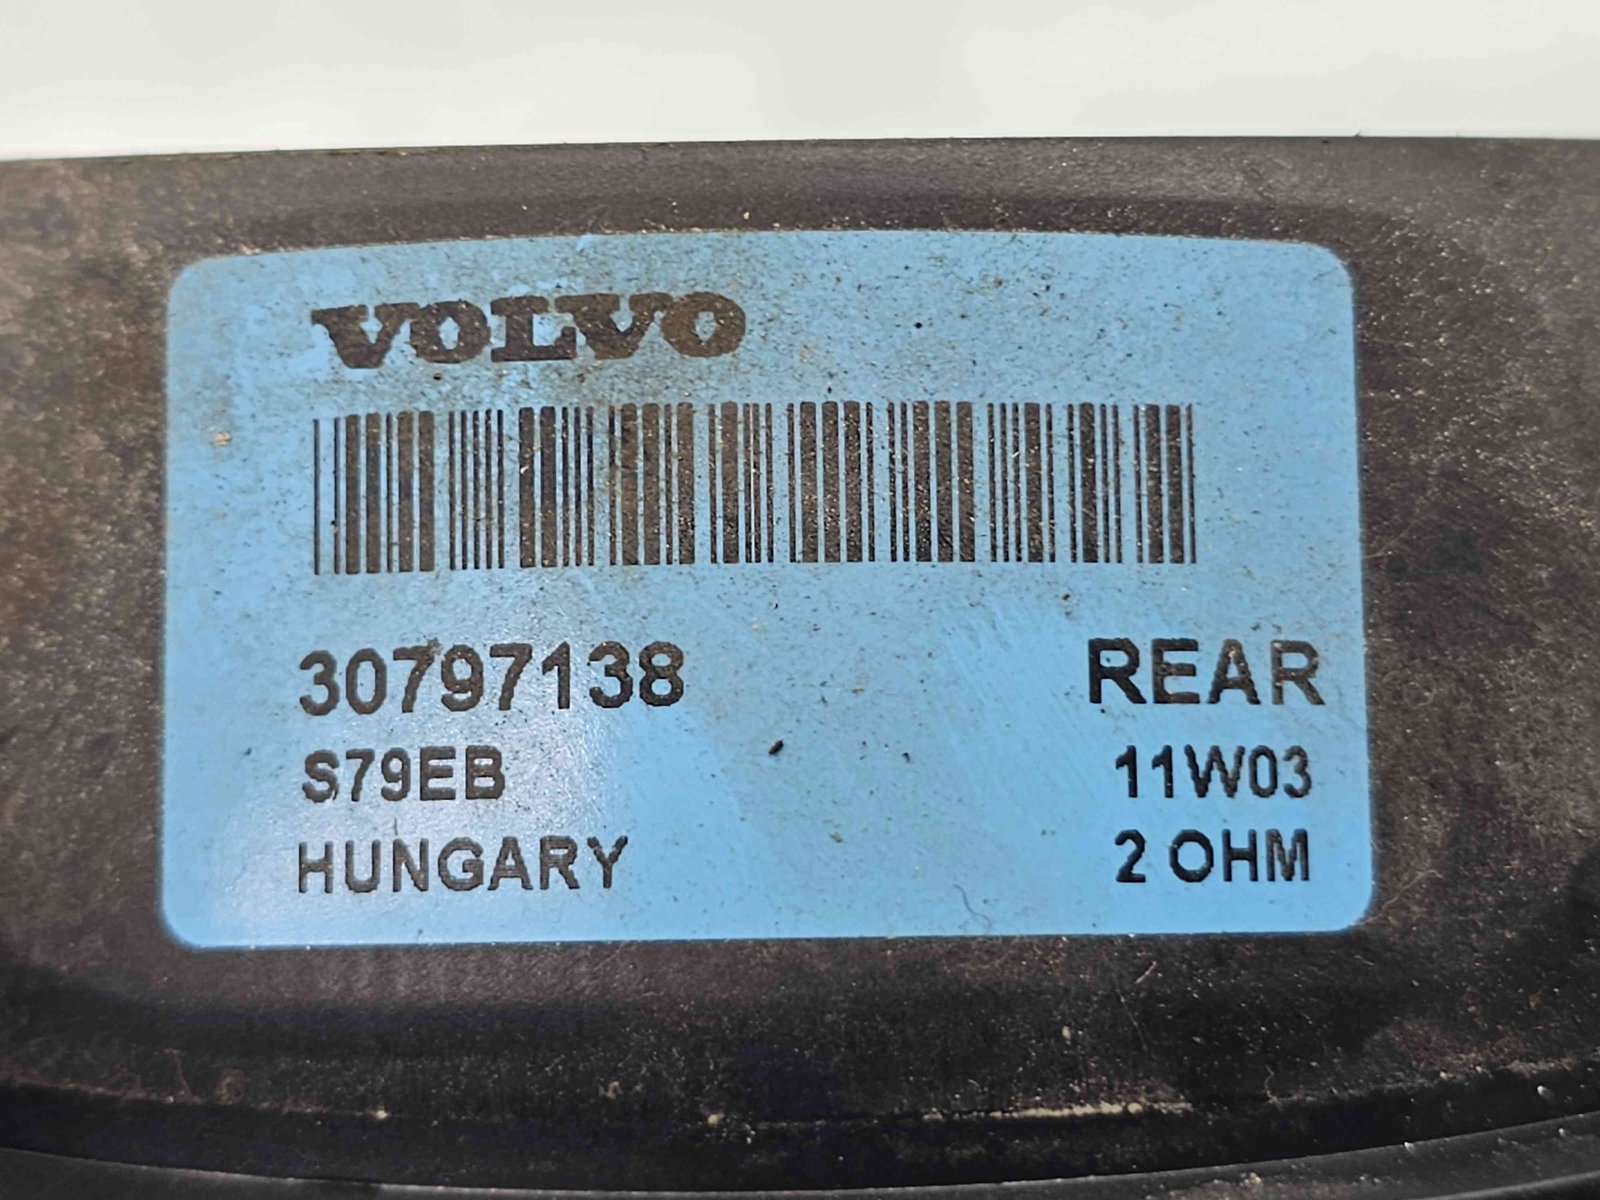 VOLVO
30797138 REAR
S79EB 11W03
HUNGARY 2 OHM